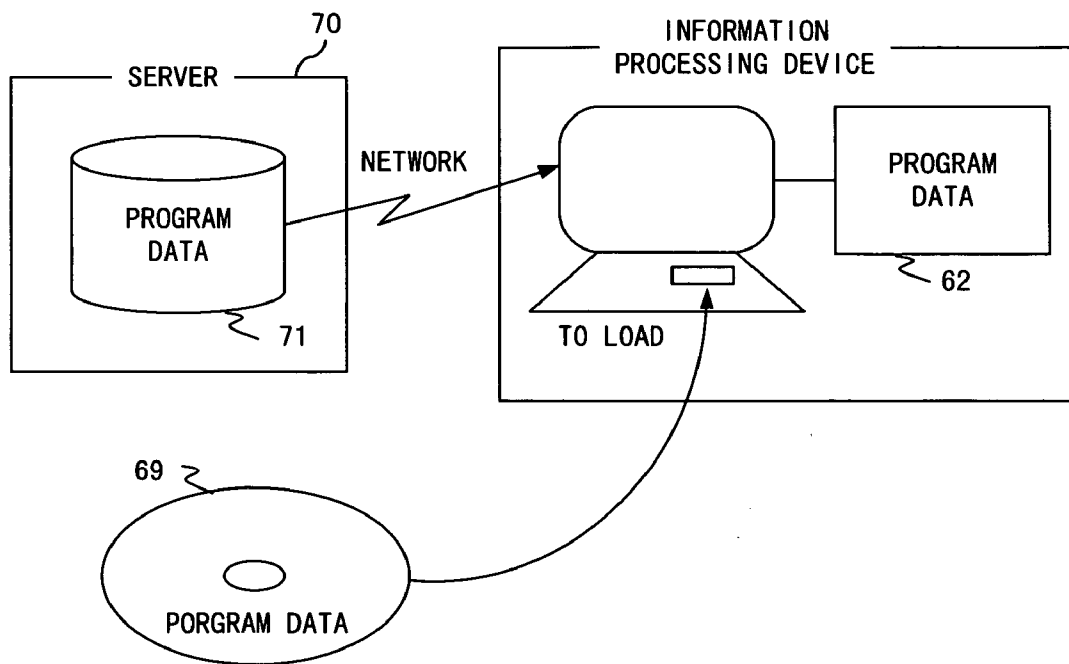 70
SERVER
PROGRAM
DATA
71
NETWORK
INFORMATION
PROCESSING DEVICE
PROGRAM
DATA
62
TO LOAD
69
PORGRAM DATA